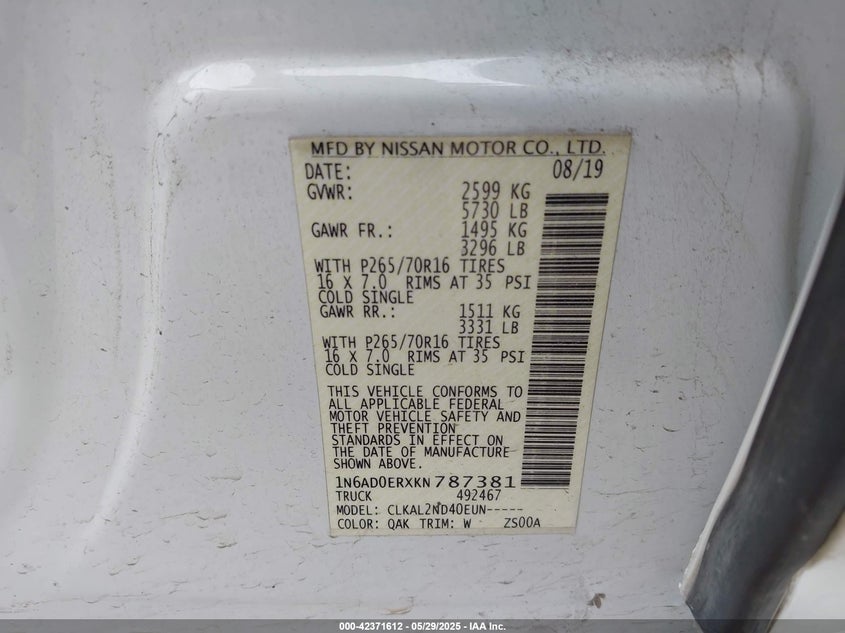 MFD BY NISSAN MOTOR CO., LTD.
DATE: 08/19
GVWR: 2599 KG
5730 LB
GAWR FR.: 1495 KG
3296 LB
WITH P265/70R16 TIRES
16 X 7.0 RIMS AT 35 PSI
COLD SINGLE
GAWR RR.: 1511 KG
3331 LB
WITH P265/70R16 TIRES
16 X 7.0 RIMS AT 35 PSI
COLD SINGLE
THIS VEHICLE CONFORMS TO
ALL APPLICABLE FEDERAL
MOTOR VEHICLE SAFETY AND
THEFT PREVENTION
STANDARDS IN EFFECT ON
THE DATE OF MANUFACTURE
SHOWN ABOVE.
1N6AD0ERXKN787381
TRUCK 492467
MODEL: CLKAL2ND40EUN-----
COLOR: QAK TRIM: W ZS00A
000-42371612 - 05/29/2025 - IAA Inc.